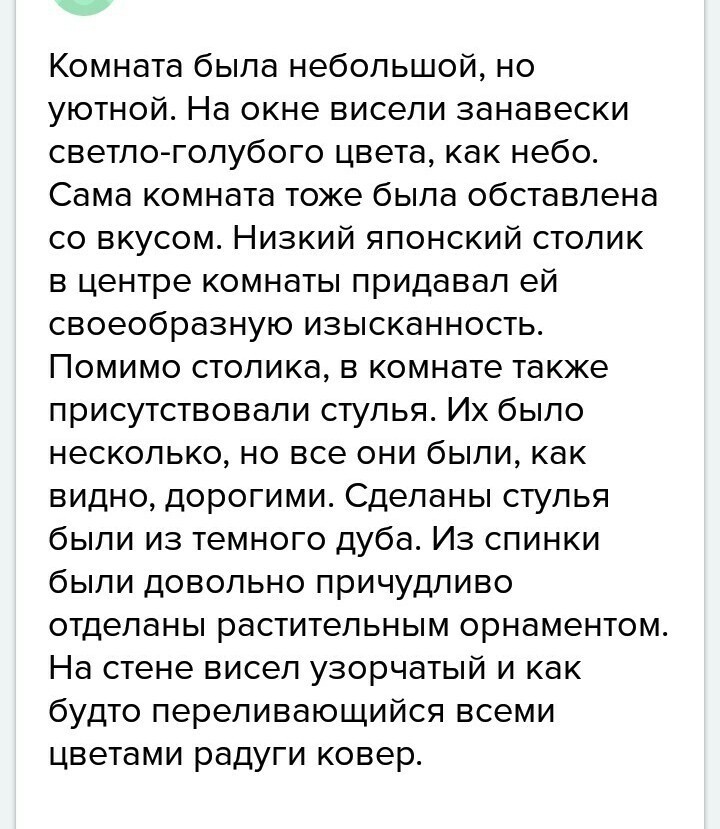 Комната была небольшой, но
уютной. На окне висели занавески
светло-голубого цвета, как небо.
Сама комната тоже была обставлена
со вкусом. Низкий японский столик
в центре комнаты придавал ей
своеобразную изысканность.
Помимо столика, в комнате также
присутствовали стулья. Их было
несколько, но все они были, как
видно, дорогими. Сделаны стулья
были из темного дуба. Из спинки
были довольно причудливо
отделаны растительным орнаментом.
На стене висел узорчатый и как
будто переливающийся всеми
цветами радуги ковер.